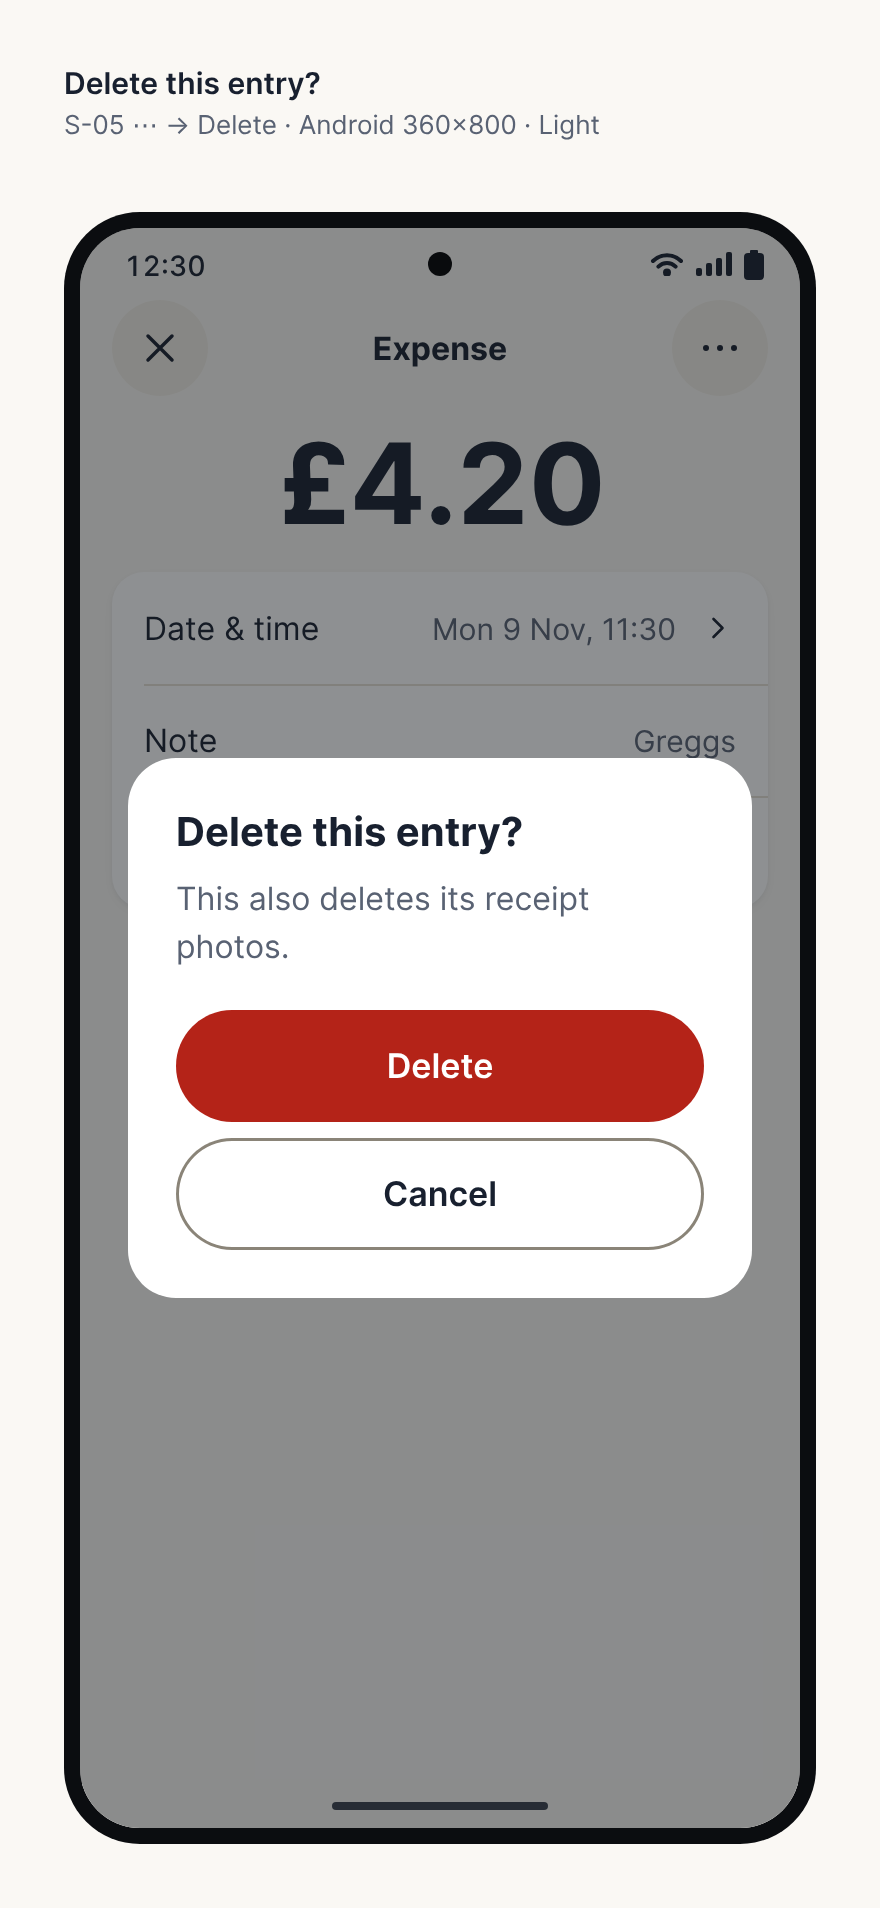 Delete this entry?
S-05 ··· → Delete · Android 360×800 · Light
12:30
Expense
£4.20
Date & time Mon 9 Nov, 11:30
Note Greggs
Delete this entry?
This also deletes its receipt
photos.
Delete
Cancel